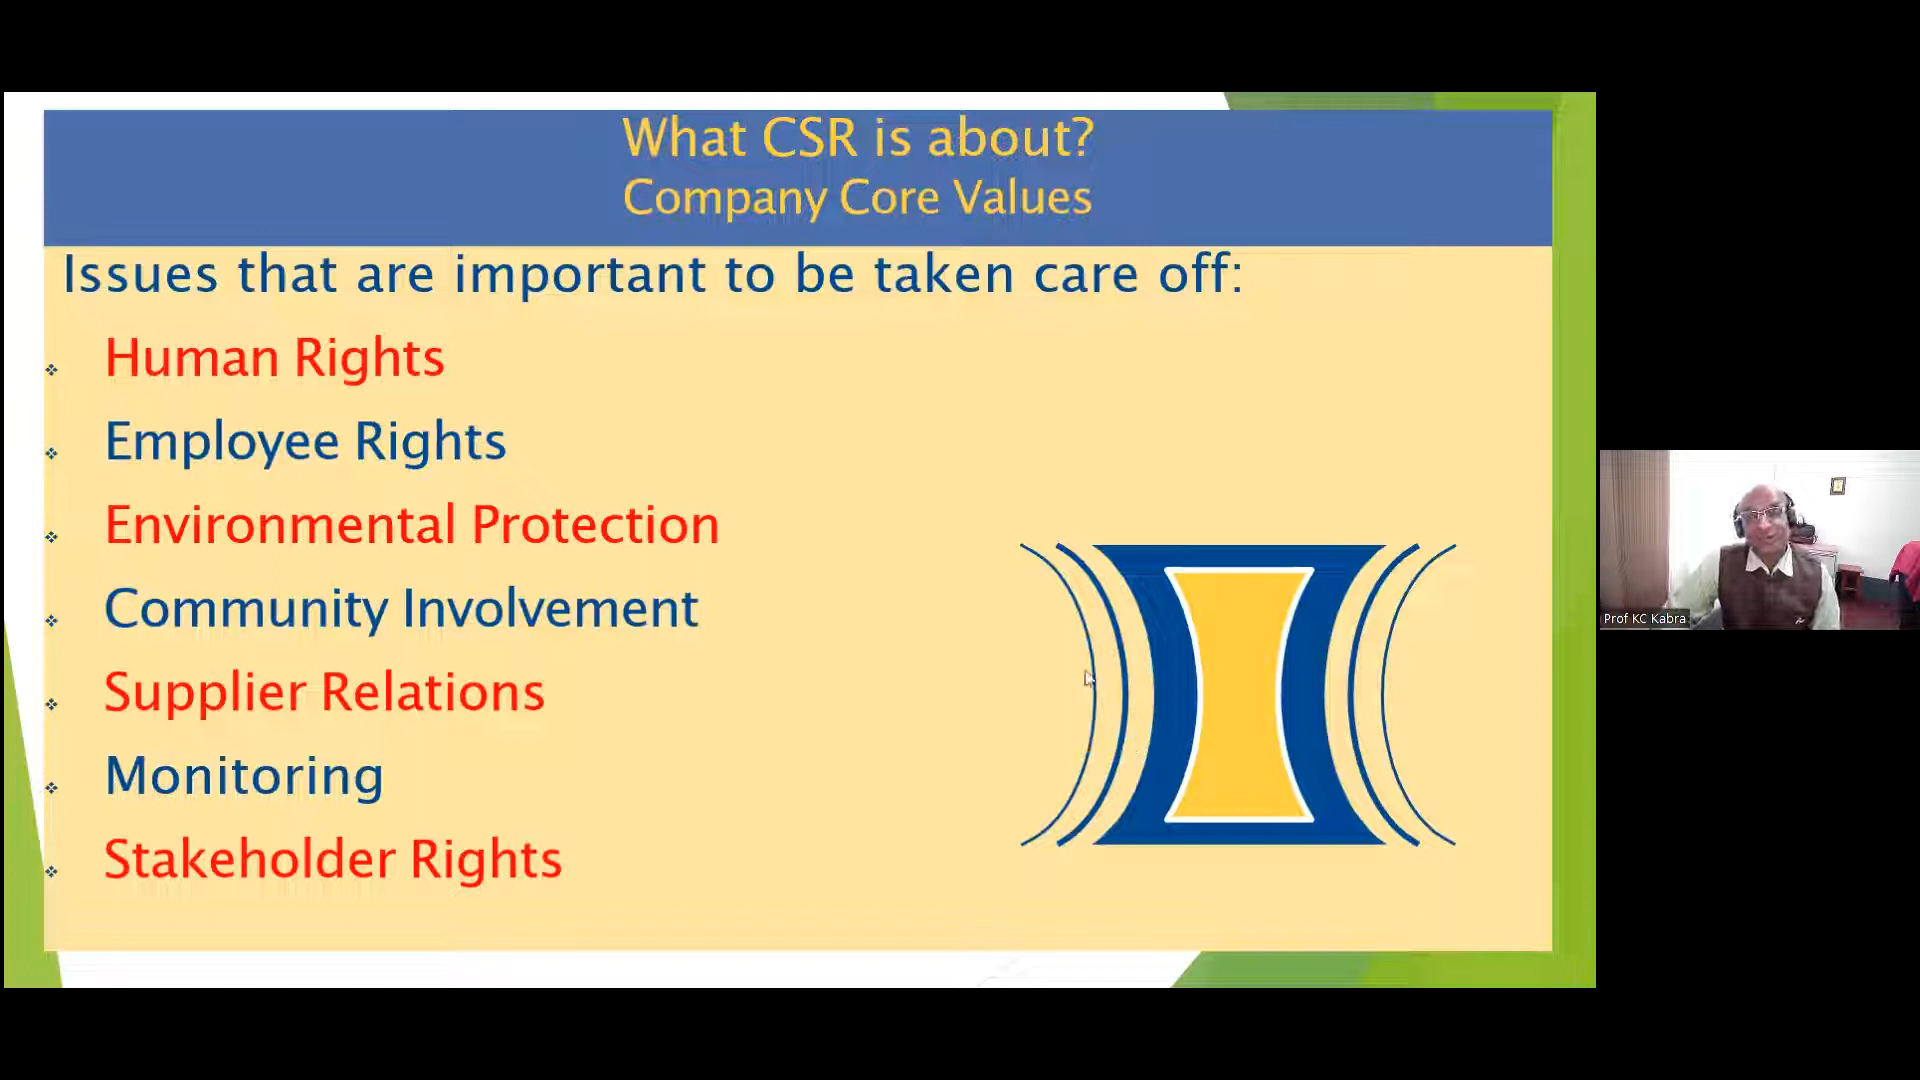 What CSR is about?
Company Core Values
Issues that are important to be taken care off:
Human Rights
Employee Rights
Environmental Protection
Community Involvement
Supplier Relations
Monitoring
Stakeholder Rights
Prof KC Kabra